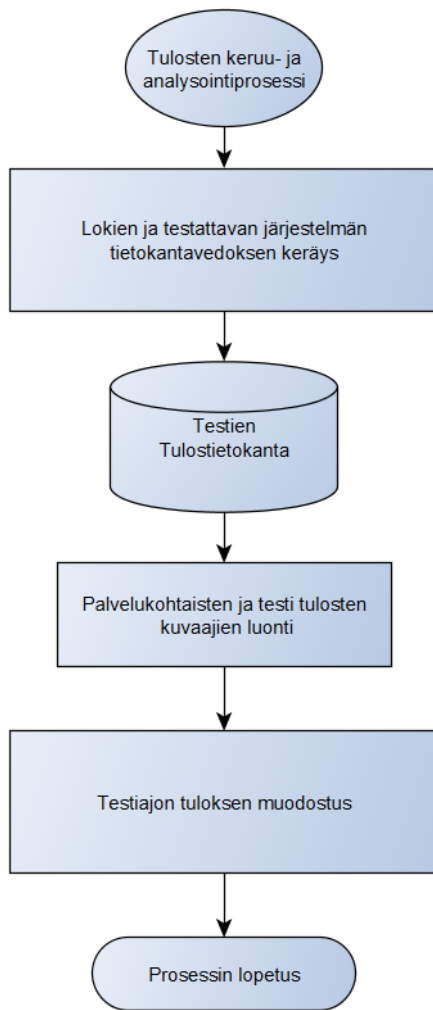 Tulosten keruu- ja
analysointiprosessi
Lokien ja testattavan järjestelmän
tietokantavedoksen keräys
Testien
Tulostietokanta
Palvelukohtaisten ja testi tulosten
kuvaajien luonti
Testiajon tuloksen muodostus
Prosessin lopetus